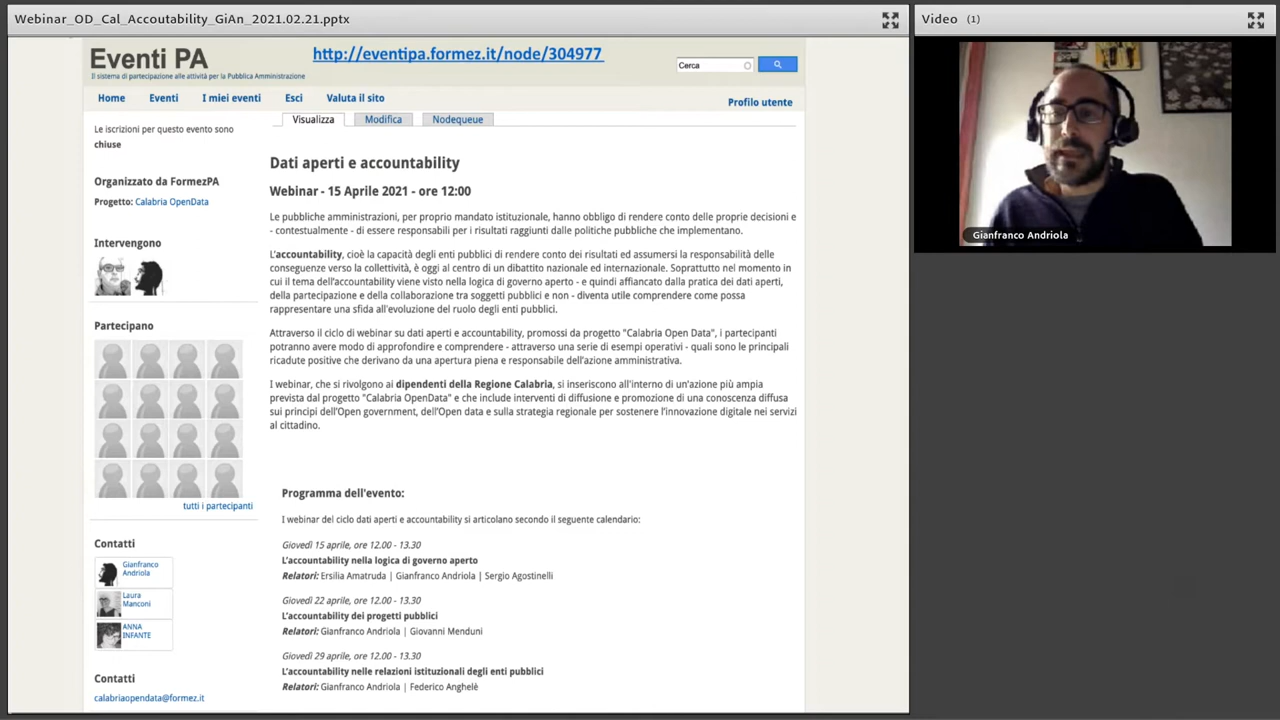 Webinar_OD_Cal_Accoutability_GiAn_2021.02.21.pptx
Video (1)
Eventi PA
Il sistema di partecipazione alle attività per la Pubblica Amministrazione
http://eventipa.formez.it/node/304977
Cerca
Home Eventi I miei eventi Esci Valuta il sito
Profilo utente
Visualizza Modifica Nodequeue
Le iscrizioni per questo evento sono
chiuse
Organizzato da FormezPA
Progetto: Calabria OpenData
Intervengono
Partecipano
tutti i partecipanti
Contatti
Gianfranco
Andriola
Laura
Manconi
ANNA
INFANTE
Contatti
calabriaopendata@formez.it
Dati aperti e accountability
Webinar - 15 Aprile 2021 - ore 12:00
Le pubbliche amministrazioni, per proprio mandato istituzionale, hanno obbligo di rendere conto delle proprie decisioni e
- contestualmente - di essere responsabili per i risultati raggiunti dalle politiche pubbliche che implementano.
L'accountability, cioè la capacità degli enti pubblici di rendere conto dei risultati ed assumersi la responsabilità delle
conseguenze verso la collettività, è oggi al centro di un dibattito nazionale ed internazionale. Soprattutto nel momento in
cui il tema dell'accountability viene visto nella logica di governo aperto - e quindi affiancato dalla pratica dei dati aperti,
della partecipazione e della collaborazione tra soggetti pubblici e non - diventa utile comprendere come possa
rappresentare una sfida all'evoluzione del ruolo degli enti pubblici.
Attraverso il ciclo di webinar su dati aperti e accountability, promossi da progetto "Calabria Open Data", i partecipanti
potranno avere modo di approfondire e comprendere - attraverso una serie di esempi operativi - quali sono le principali
ricadute positive che derivano da una apertura piena e responsabile dell'azione amministrativa.
I webinar, che si rivolgono ai dipendenti della Regione Calabria, si inseriscono all'interno di un'azione più ampia
prevista dal progetto "Calabria OpenData" e che include interventi di diffusione e promozione di una conoscenza diffusa
sui principi dell'Open government, dell'Open data e sulla strategia regionale per sostenere l'innovazione digitale nei servizi
al cittadino.
Programma dell'evento:
I webinar del ciclo dati aperti e accountability si articolano secondo il seguente calendario:
Giovedì 15 aprile, ore 12.00 - 13.30
L'accountability nella logica di governo aperto
Relatori: Ersilia Amatruda | Gianfranco Andriola | Sergio Agostinelli
Giovedì 22 aprile, ore 12.00 - 13.30
L'accountability dei progetti pubblici
Relatori: Gianfranco Andriola | Giovanni Menduni
Giovedì 29 aprile, ore 12.00 - 13.30
L'accountability nelle relazioni istituzionali degli enti pubblici
Relatori: Gianfranco Andriola | Federico Anghelè
Gianfranco Andriola